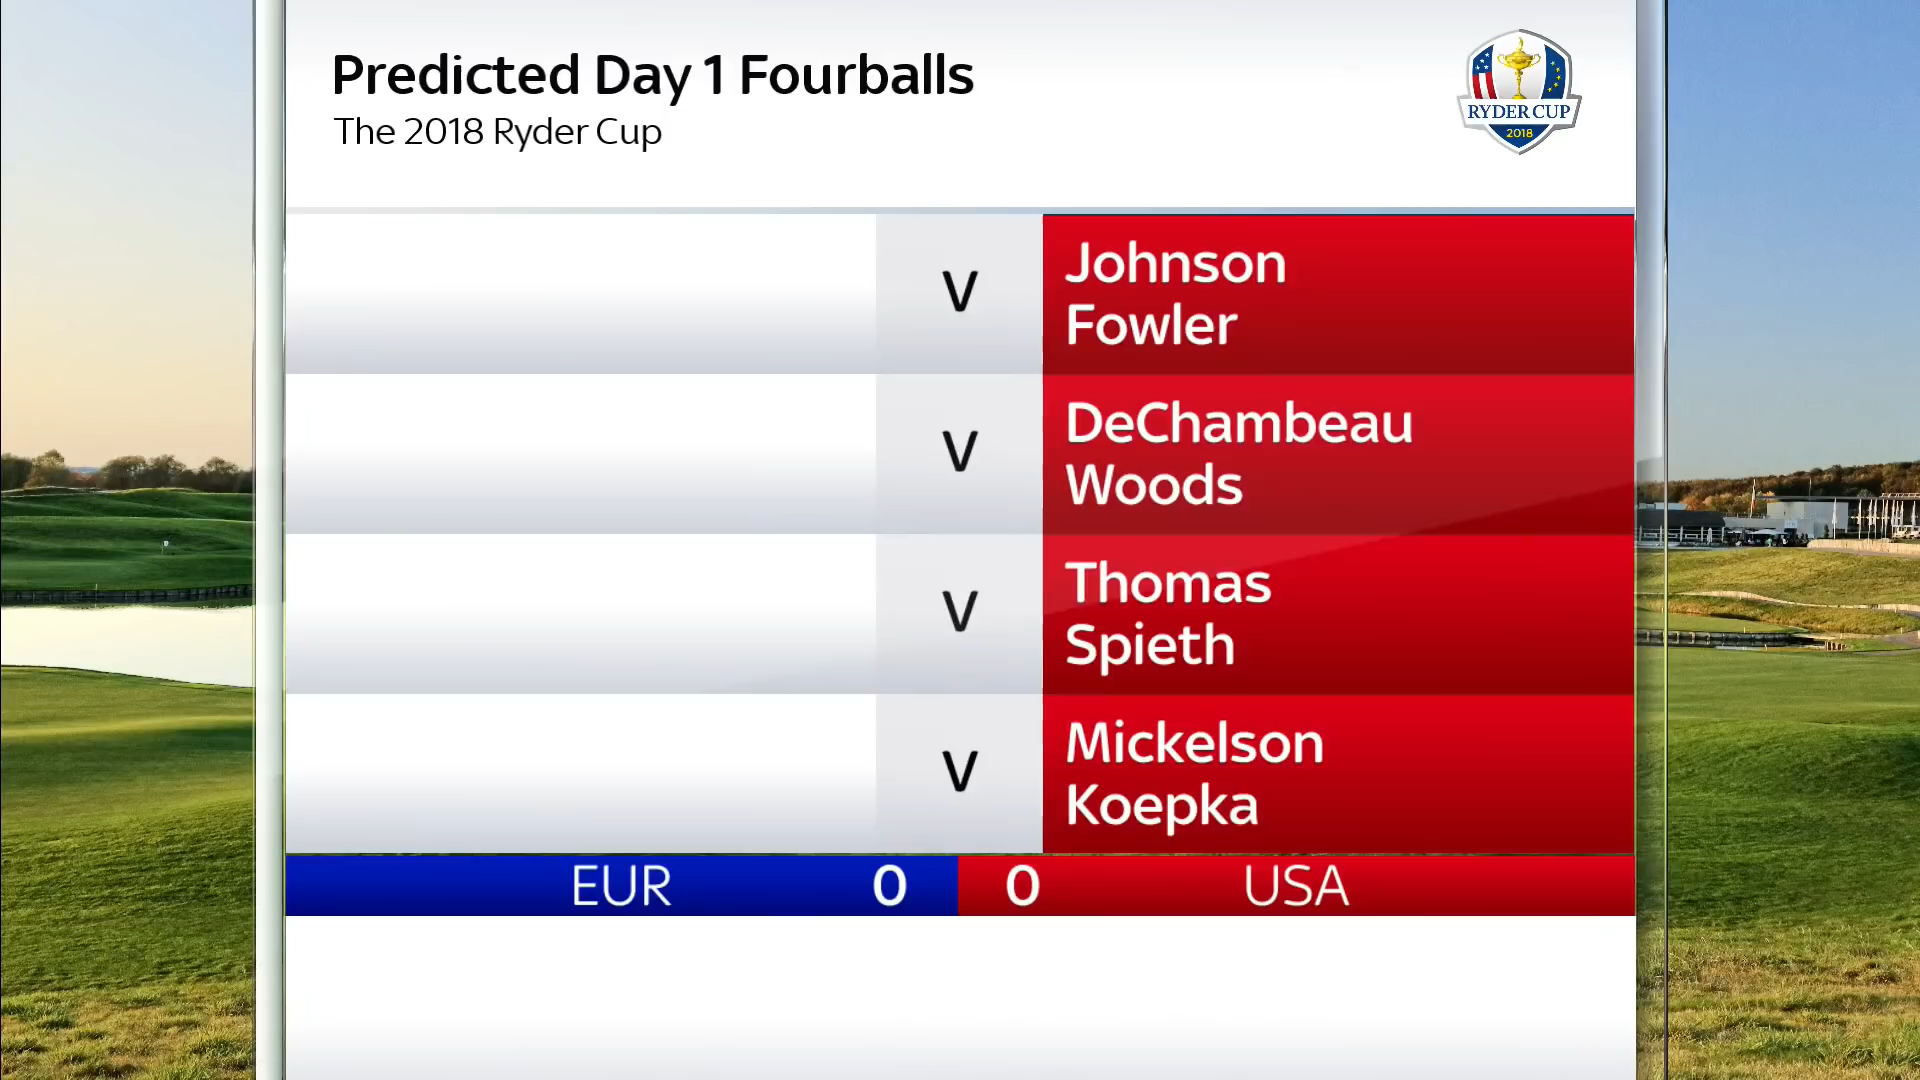 Predicted Day 1 Fourballs
The 2018 Ryder Cup
RYDER CUP
2018
V
Johnson
Fowler
V
DeChambeau
Woods
V
Thomas
Spieth
V
Mickelson
Koepka
EUR 0 0 USA